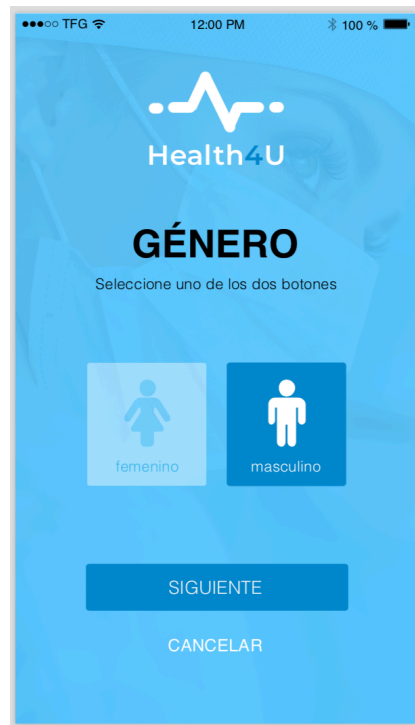 TFG 12:00 PM 100 %
Health4U
GÉNERO
Seleccione uno de los dos botones
femenino masculino
SIGUIENTE
CANCELAR